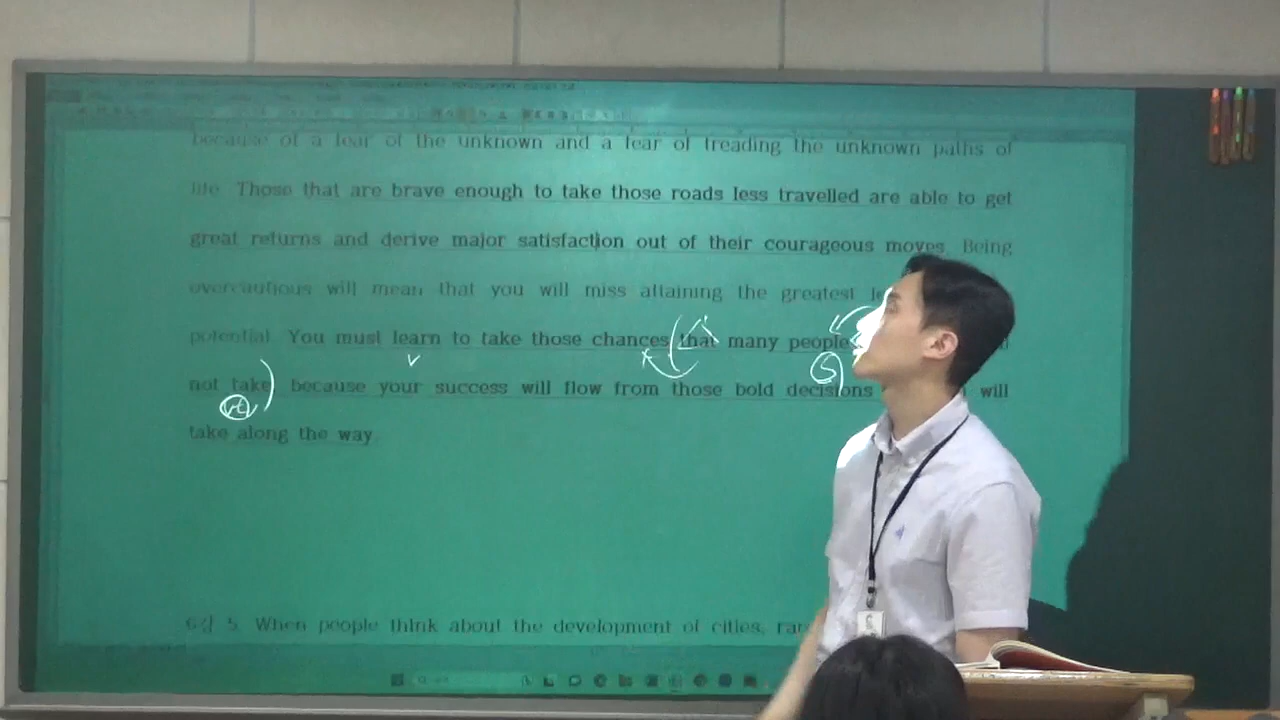 because of a fear of the unknown and a fear of treading the unknown paths of
life. Those that are brave enough to take those roads less travelled are able to get
great returns and derive major satisfaction out of their courageous moves. Being
overcautious will mean that you will miss attaining the greatest
potential. You must learn to take those chances that many people
v
S
not take, because your success will flow from those bold decisions will
vt
take along the way.
6강 5. When people think about the development of cities,